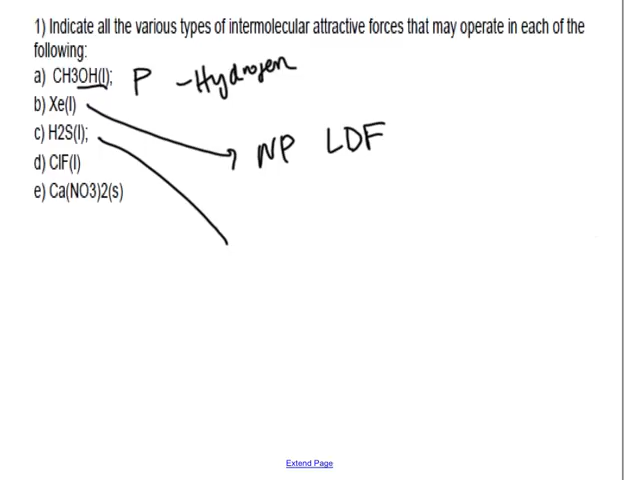 1) Indicate all the various types of intermolecular attractive forces that may operate in each of the
following:
a) CH3OH(l); P -Hydrogen
b) Xe(l)
c) H2S(l); NP LDF
d) ClF(l)
e) Ca(NO3)2(s)
Extend Page